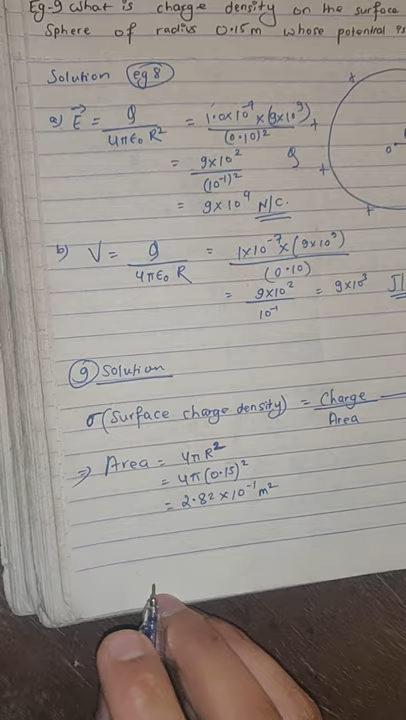 Eg-9 What is charge density on the surface
Sphere of radius 0.15m whose potential is
Solution (eg 8)
a) E⃗ = Q / 4πε₀R² = 1.0×10⁻⁷ × (9×10⁹) / (0.10)²
= 9×10² / (10⁻¹)²
= 9×10⁴ N/C.
b) V = Q / 4πε₀ R = 1×10⁻⁷ × (9×10⁹) / (0.10)
= 9×10² / 10⁻¹ = 9×10³
⑨ Solution
σ (Surface charge density) = Charge / Area
⇒ Area = 4πR²
= 4π(0.15)²
= 2.82×10⁻¹ m²